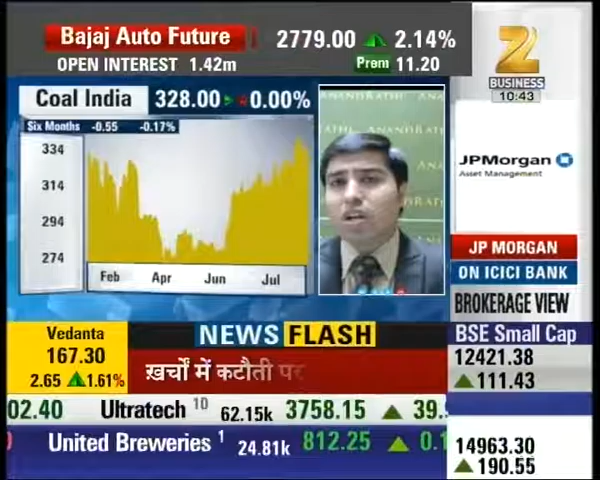 Bajaj Auto Future 2779.00 2.14%
OPEN INTEREST 1.42m Prem 11.20
Z
BUSINESS
10:43
Coal India 328.00 0.00%
Six Months -0.55 -0.17%
334
314
294
274
Feb Apr Jun Jul
ANANDRATHI
JPMorgan
Asset Management
JP MORGAN
ON ICICI BANK
BROKERAGE VIEW
Vedanta
167.30
2.65 1.61%
NEWS FLASH
ख़र्चों में कटौती पर
BSE Small Cap
12421.38
111.43
02.40 Ultratech 10 62.15k 3758.15 39.
United Breweries 1 24.81k 812.25 0.1
14963.30
190.55